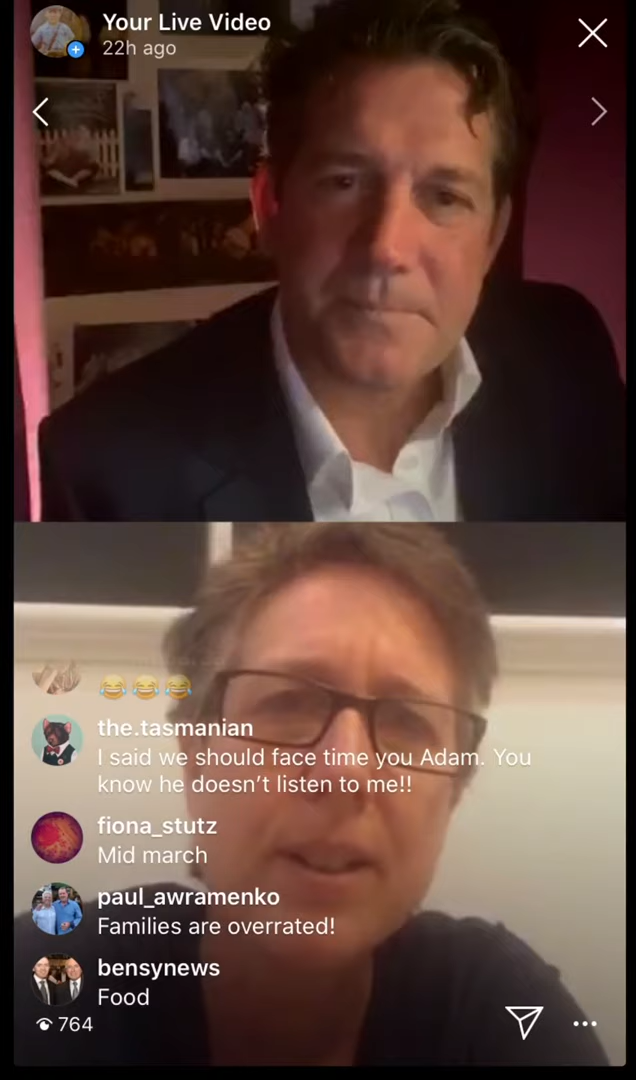 Your Live Video
22h ago
😂😂😂
the.tasmanian
I said we should face time you Adam. You
know he doesn't listen to me!!
fiona_stutz
Mid march
paul_awramenko
Families are overrated!
bensynews
Food
764